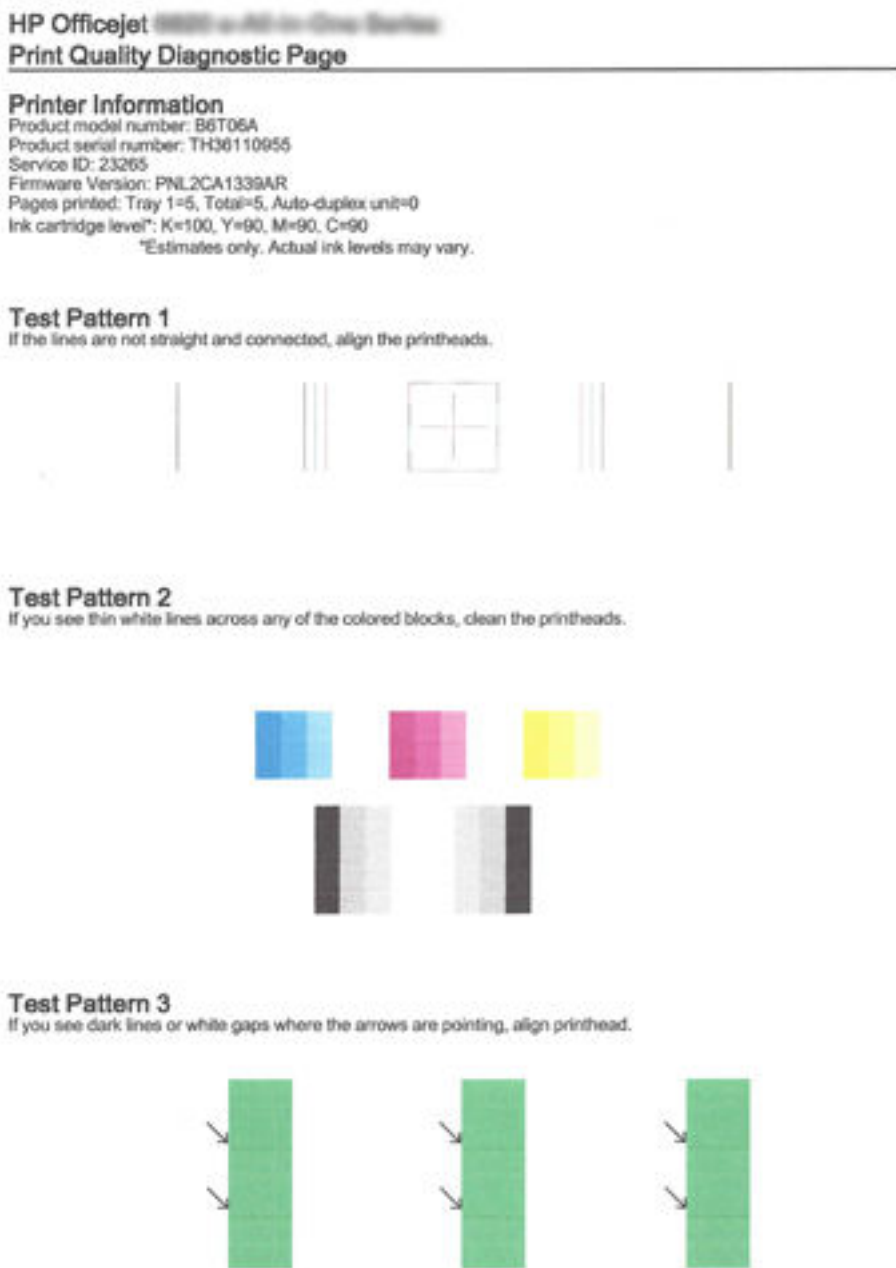 HP Officejet
Print Quality Diagnostic Page
Printer Information
Product model number: B6T06A
Product serial number: TH36110955
Service ID: 23265
Firmware Version: PNL2CA1339AR
Pages printed: Tray 1=5, Total=5, Auto-duplex unit=0
Ink cartridge level*: K=100, Y=90, M=90, C=90
*Estimates only. Actual ink levels may vary.
Test Pattern 1
If the lines are not straight and connected, align the printheads.
Test Pattern 2
If you see thin white lines across any of the colored blocks, clean the printheads.
Test Pattern 3
If you see dark lines or white gaps where the arrows are pointing, align printhead.